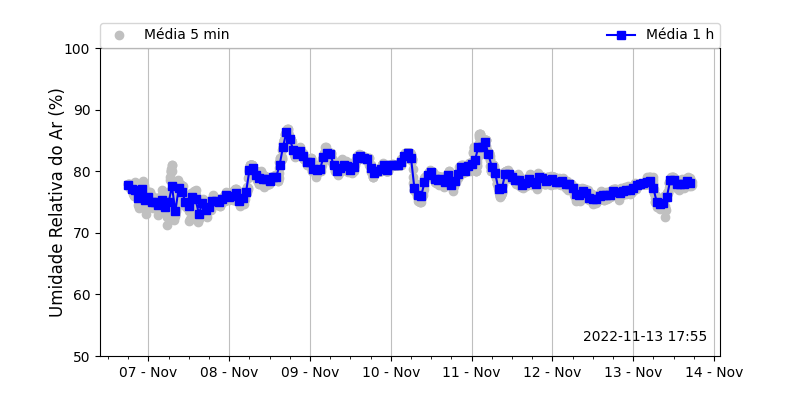 Média 5 min
Média 1 h
Umidade Relativa do Ar (%)
100
90
80
70
60
50
2022-11-13 17:55
07 - Nov
08 - Nov
09 - Nov
10 - Nov
11 - Nov
12 - Nov
13 - Nov
14 - Nov